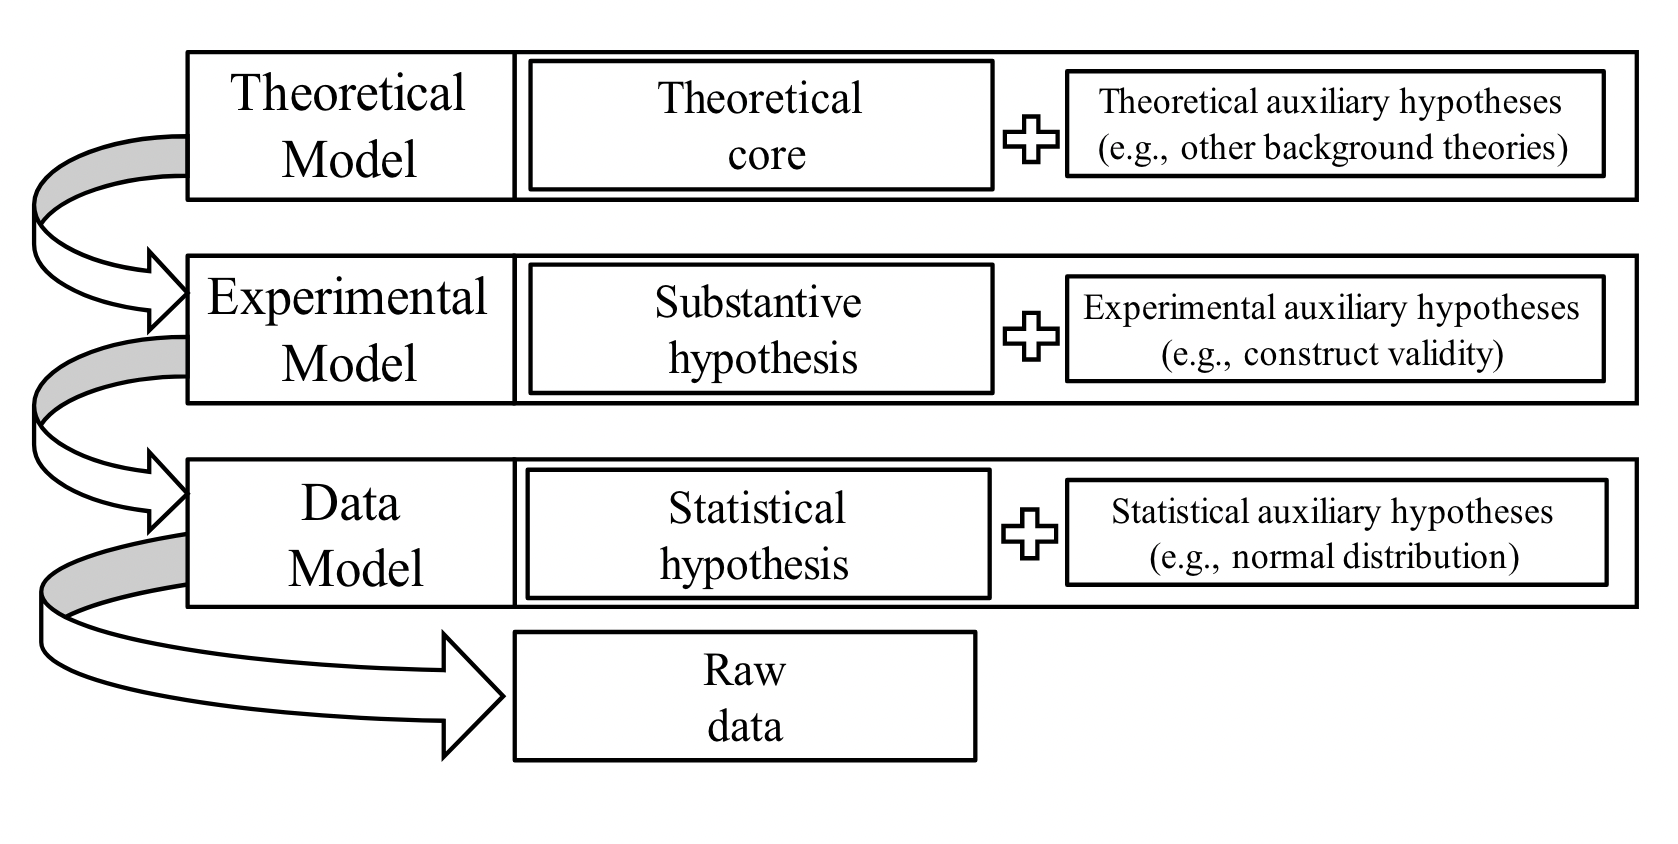 Theoretical
Model
Theoretical
core
Theoretical auxiliary hypotheses
(e.g., other background theories)
Experimental
Model
Substantive
hypothesis
Experimental auxiliary hypotheses
(e.g., construct validity)
Data
Model
Statistical
hypothesis
Statistical auxiliary hypotheses
(e.g., normal distribution)
Raw
data